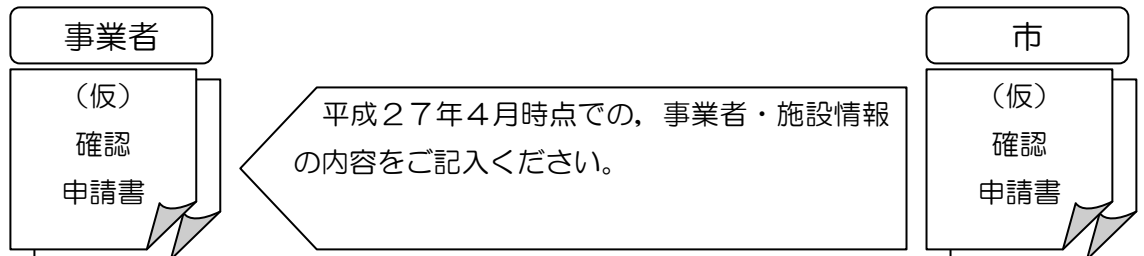 事業者
（仮）
確認
申請書
平成２７年４月時点での，事業者・施設情報
の内容をご記入ください。
市
（仮）
確認
申請書